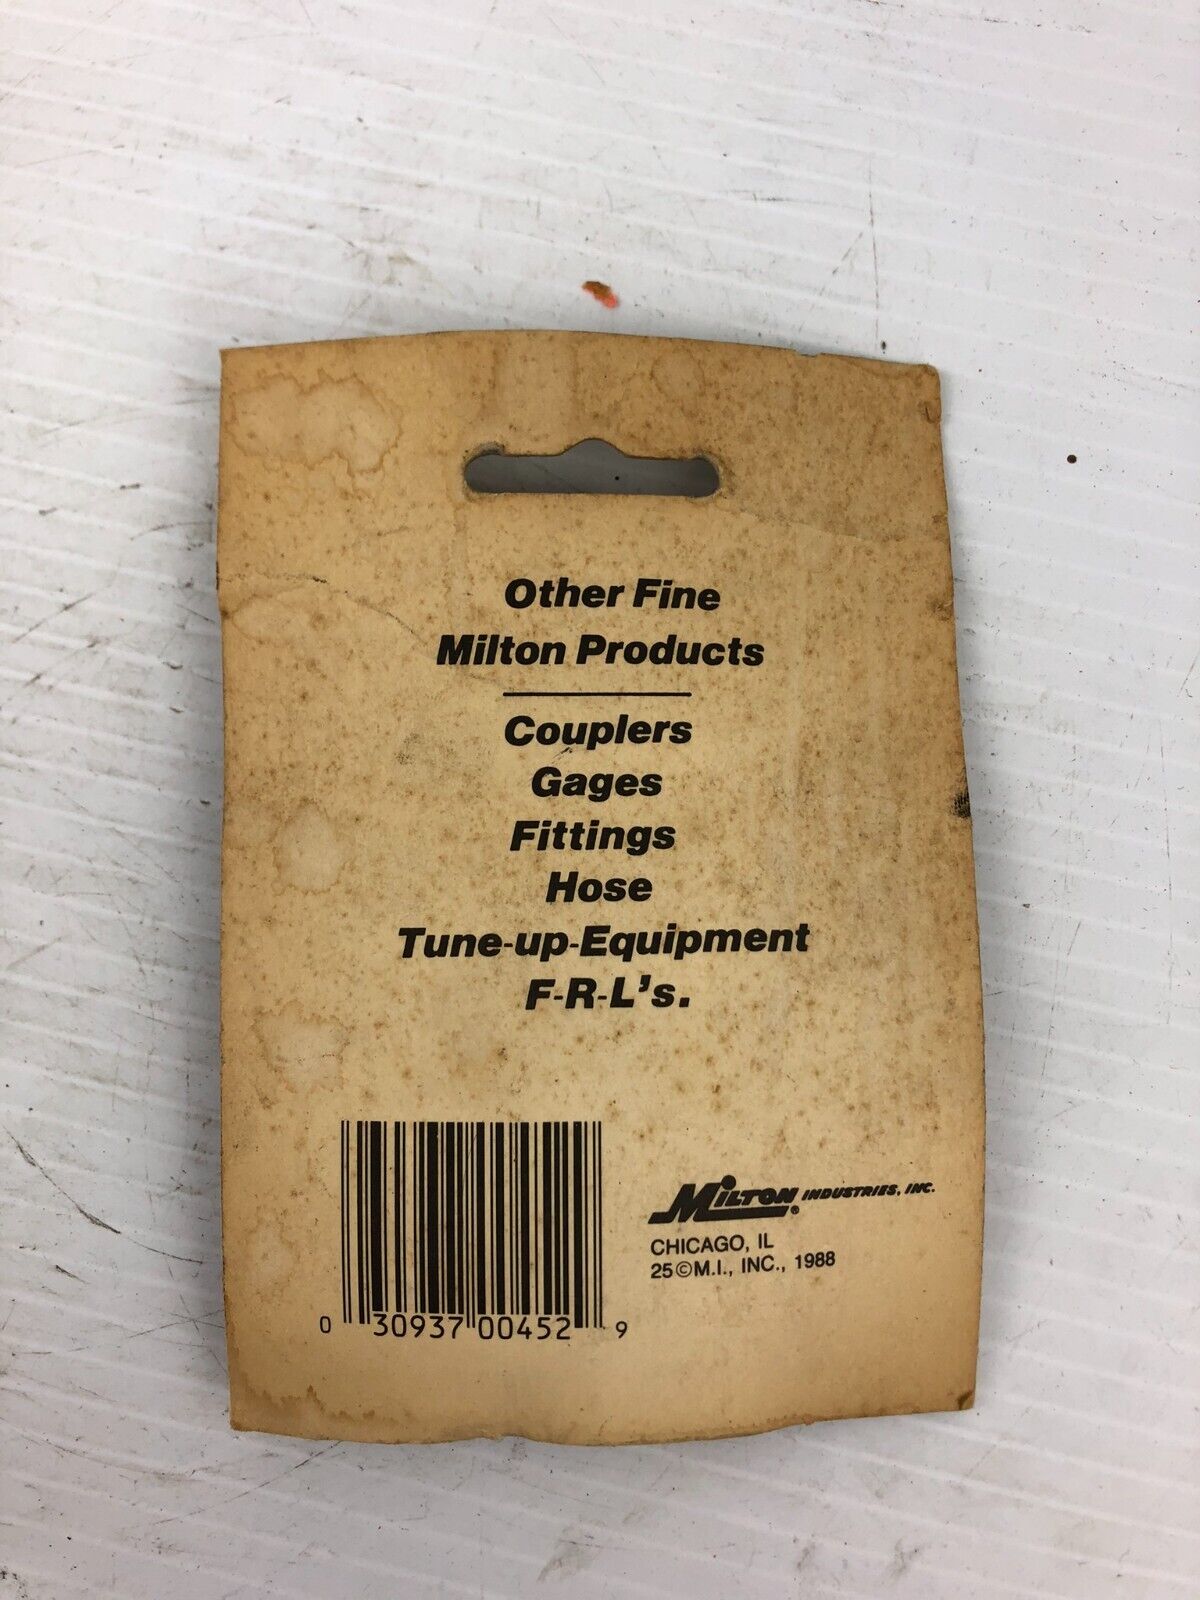 Other Fine
Milton Products
Couplers
Gages
Fittings
Hose
Tune-up-Equipment
F-R-L's.
MILTON® INDUSTRIES, INC.
CHICAGO, IL
25©M.I., INC., 1988
0 30937 00452 9